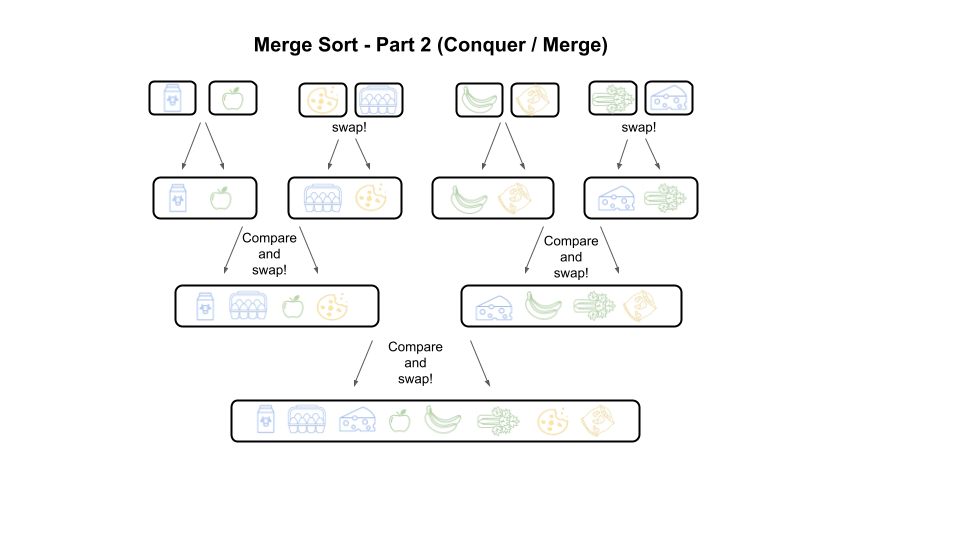 Merge Sort - Part 2 (Conquer / Merge)
swap!
swap!
Compare
and
swap!
Compare
and
swap!
Compare
and
swap!